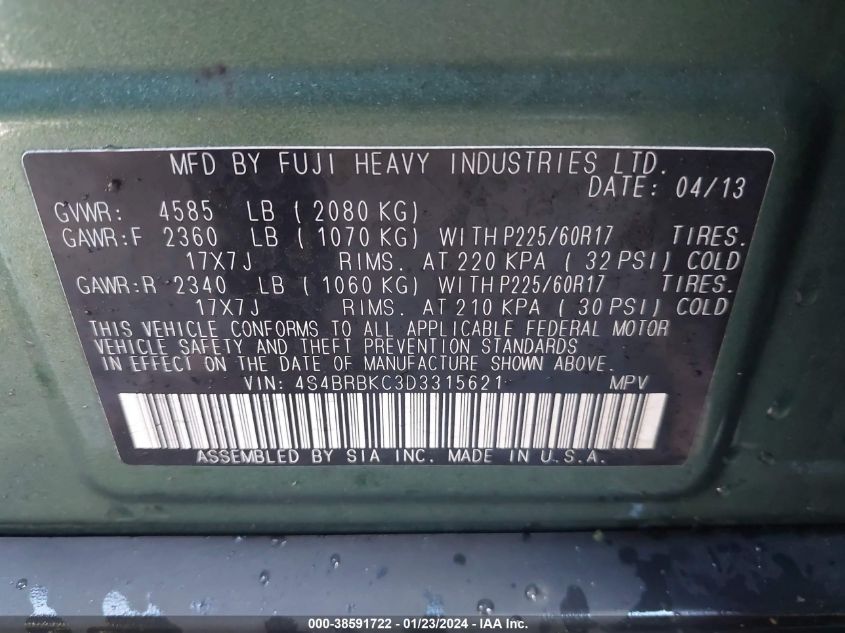 MFD BY FUJI HEAVY INDUSTRIES LTD.
DATE: 04/13
GVWR: 4585 LB ( 2080 KG)
GAWR:F 2360 LB ( 1070 KG) WITH P225/60R17 TIRES.
17X7J RIMS. AT 220 KPA ( 32 PSI) COLD
GAWR:R 2340 LB ( 1060 KG) WITH P225/60R17 TIRES.
17X7J RIMS. AT 210 KPA ( 30 PSI) COLD
THIS VEHICLE CONFORMS TO ALL APPLICABLE FEDERAL MOTOR
VEHICLE SAFETY AND THEFT PREVENTION STANDARDS
IN EFFECT ON THE DATE OF MANUFACTURE SHOWN ABOVE.
VIN: 4S4BRBKC3D3315621 MPV
ASSEMBLED BY SIA INC. MADE IN U.S.A.
000-38591722 - 01/23/2024 - IAA Inc.